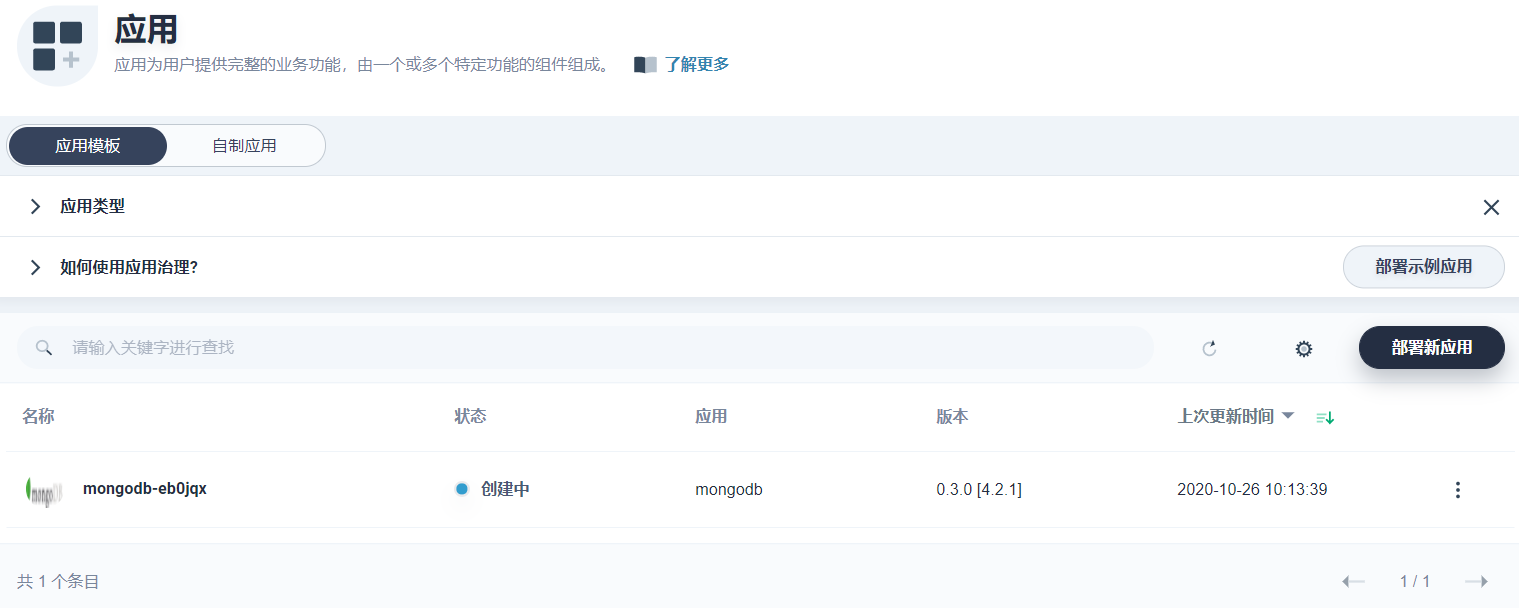 应用
应用为用户提供完整的业务功能，由一个或多个特定功能的组件组成。 了解更多
应用模板 自制应用
应用类型
如何使用应用治理？ 部署示例应用
请输入关键字进行查找 部署新应用
名称 状态 应用 版本 上次更新时间
mongoDB mongodb-eb0jqx 创建中 mongodb 0.3.0 [4.2.1] 2020-10-26 10:13:39
共 1 个条目 1 / 1